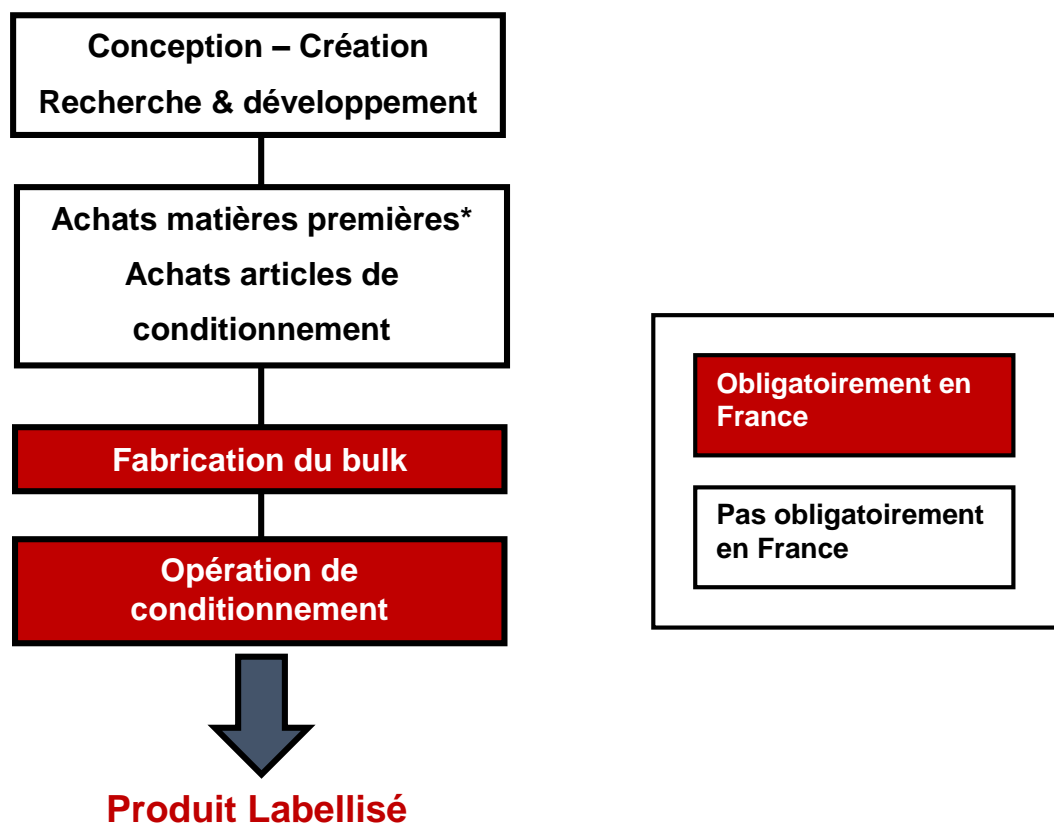 Conception – Création
Recherche & développement
Achats matières premières*
Achats articles de
conditionnement
Fabrication du bulk
Opération de
conditionnement
Produit Labellisé
Obligatoirement en
France
Pas obligatoirement
en France